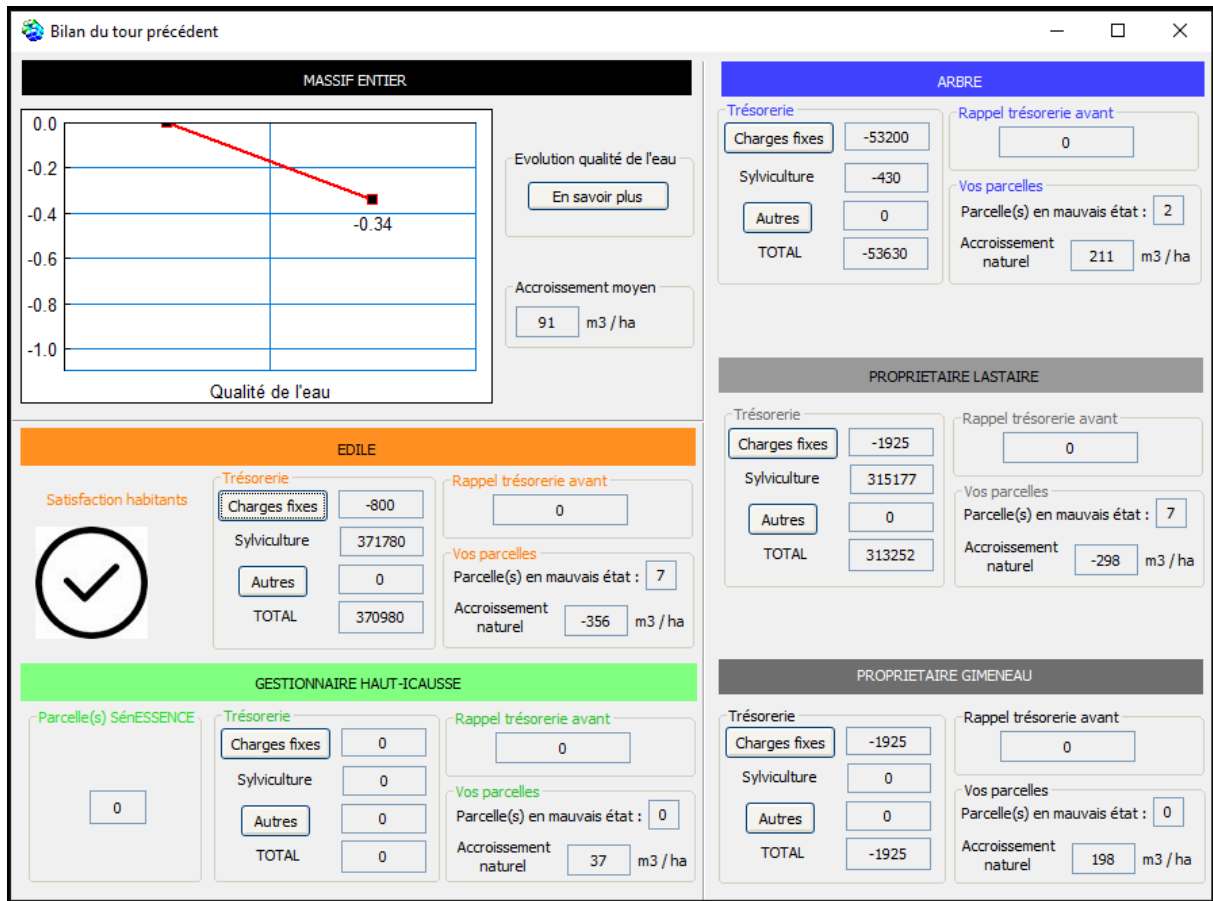 Bilan du tour précédent
MASSIF ENTIER
0.0
-0.2
-0.4
-0.6
-0.8
-1.0
-0.34
Qualité de l'eau
Evolution qualité de l'eau
En savoir plus
Accroissement moyen
91 m3 / ha
EDILE
Satisfaction habitants
Trésorerie
Charges fixes -800
Sylviculture 371780
Autres 0
TOTAL 370980
Rappel trésorerie avant
0
Vos parcelles
Parcelle(s) en mauvais état : 7
Accroissement
naturel -356 m3 / ha
GESTIONNAIRE HAUT-ICAUSSE
Parcelle(s) SénESSENCE
0
Trésorerie
Charges fixes 0
Sylviculture 0
Autres 0
TOTAL 0
Rappel trésorerie avant
0
Vos parcelles
Parcelle(s) en mauvais état : 0
Accroissement
naturel 37 m3 / ha
ARBRE
Trésorerie
Charges fixes -53200
Sylviculture -430
Autres 0
TOTAL -53630
Rappel trésorerie avant
0
Vos parcelles
Parcelle(s) en mauvais état : 2
Accroissement
naturel 211 m3 / ha
PROPRIETAIRE LASTAIRE
Trésorerie
Charges fixes -1925
Sylviculture 315177
Autres 0
TOTAL 313252
Rappel trésorerie avant
0
Vos parcelles
Parcelle(s) en mauvais état : 7
Accroissement
naturel -298 m3 / ha
PROPRIETAIRE GIMENEAU
Trésorerie
Charges fixes -1925
Sylviculture 0
Autres 0
TOTAL -1925
Rappel trésorerie avant
0
Vos parcelles
Parcelle(s) en mauvais état : 0
Accroissement
naturel 198 m3 / ha